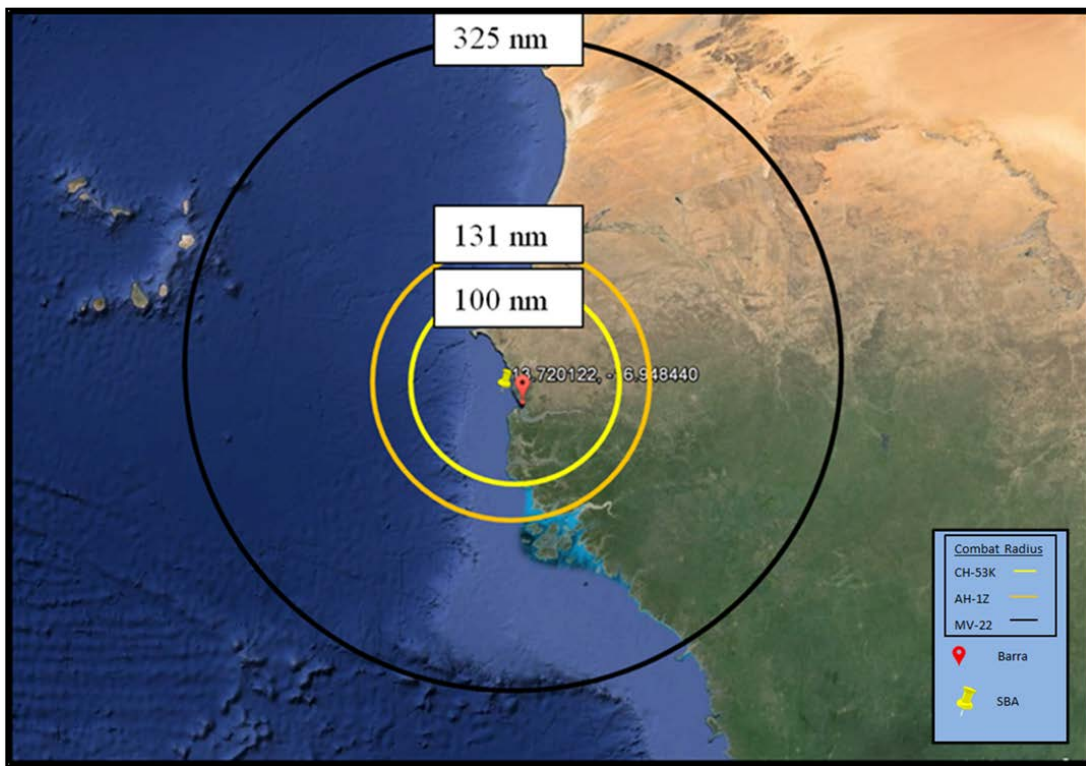 325 nm
131 nm
100 nm
13.720122, -16.948440
Combat Radius
CH-53K
AH-1Z
MV-22
Barra
SBA